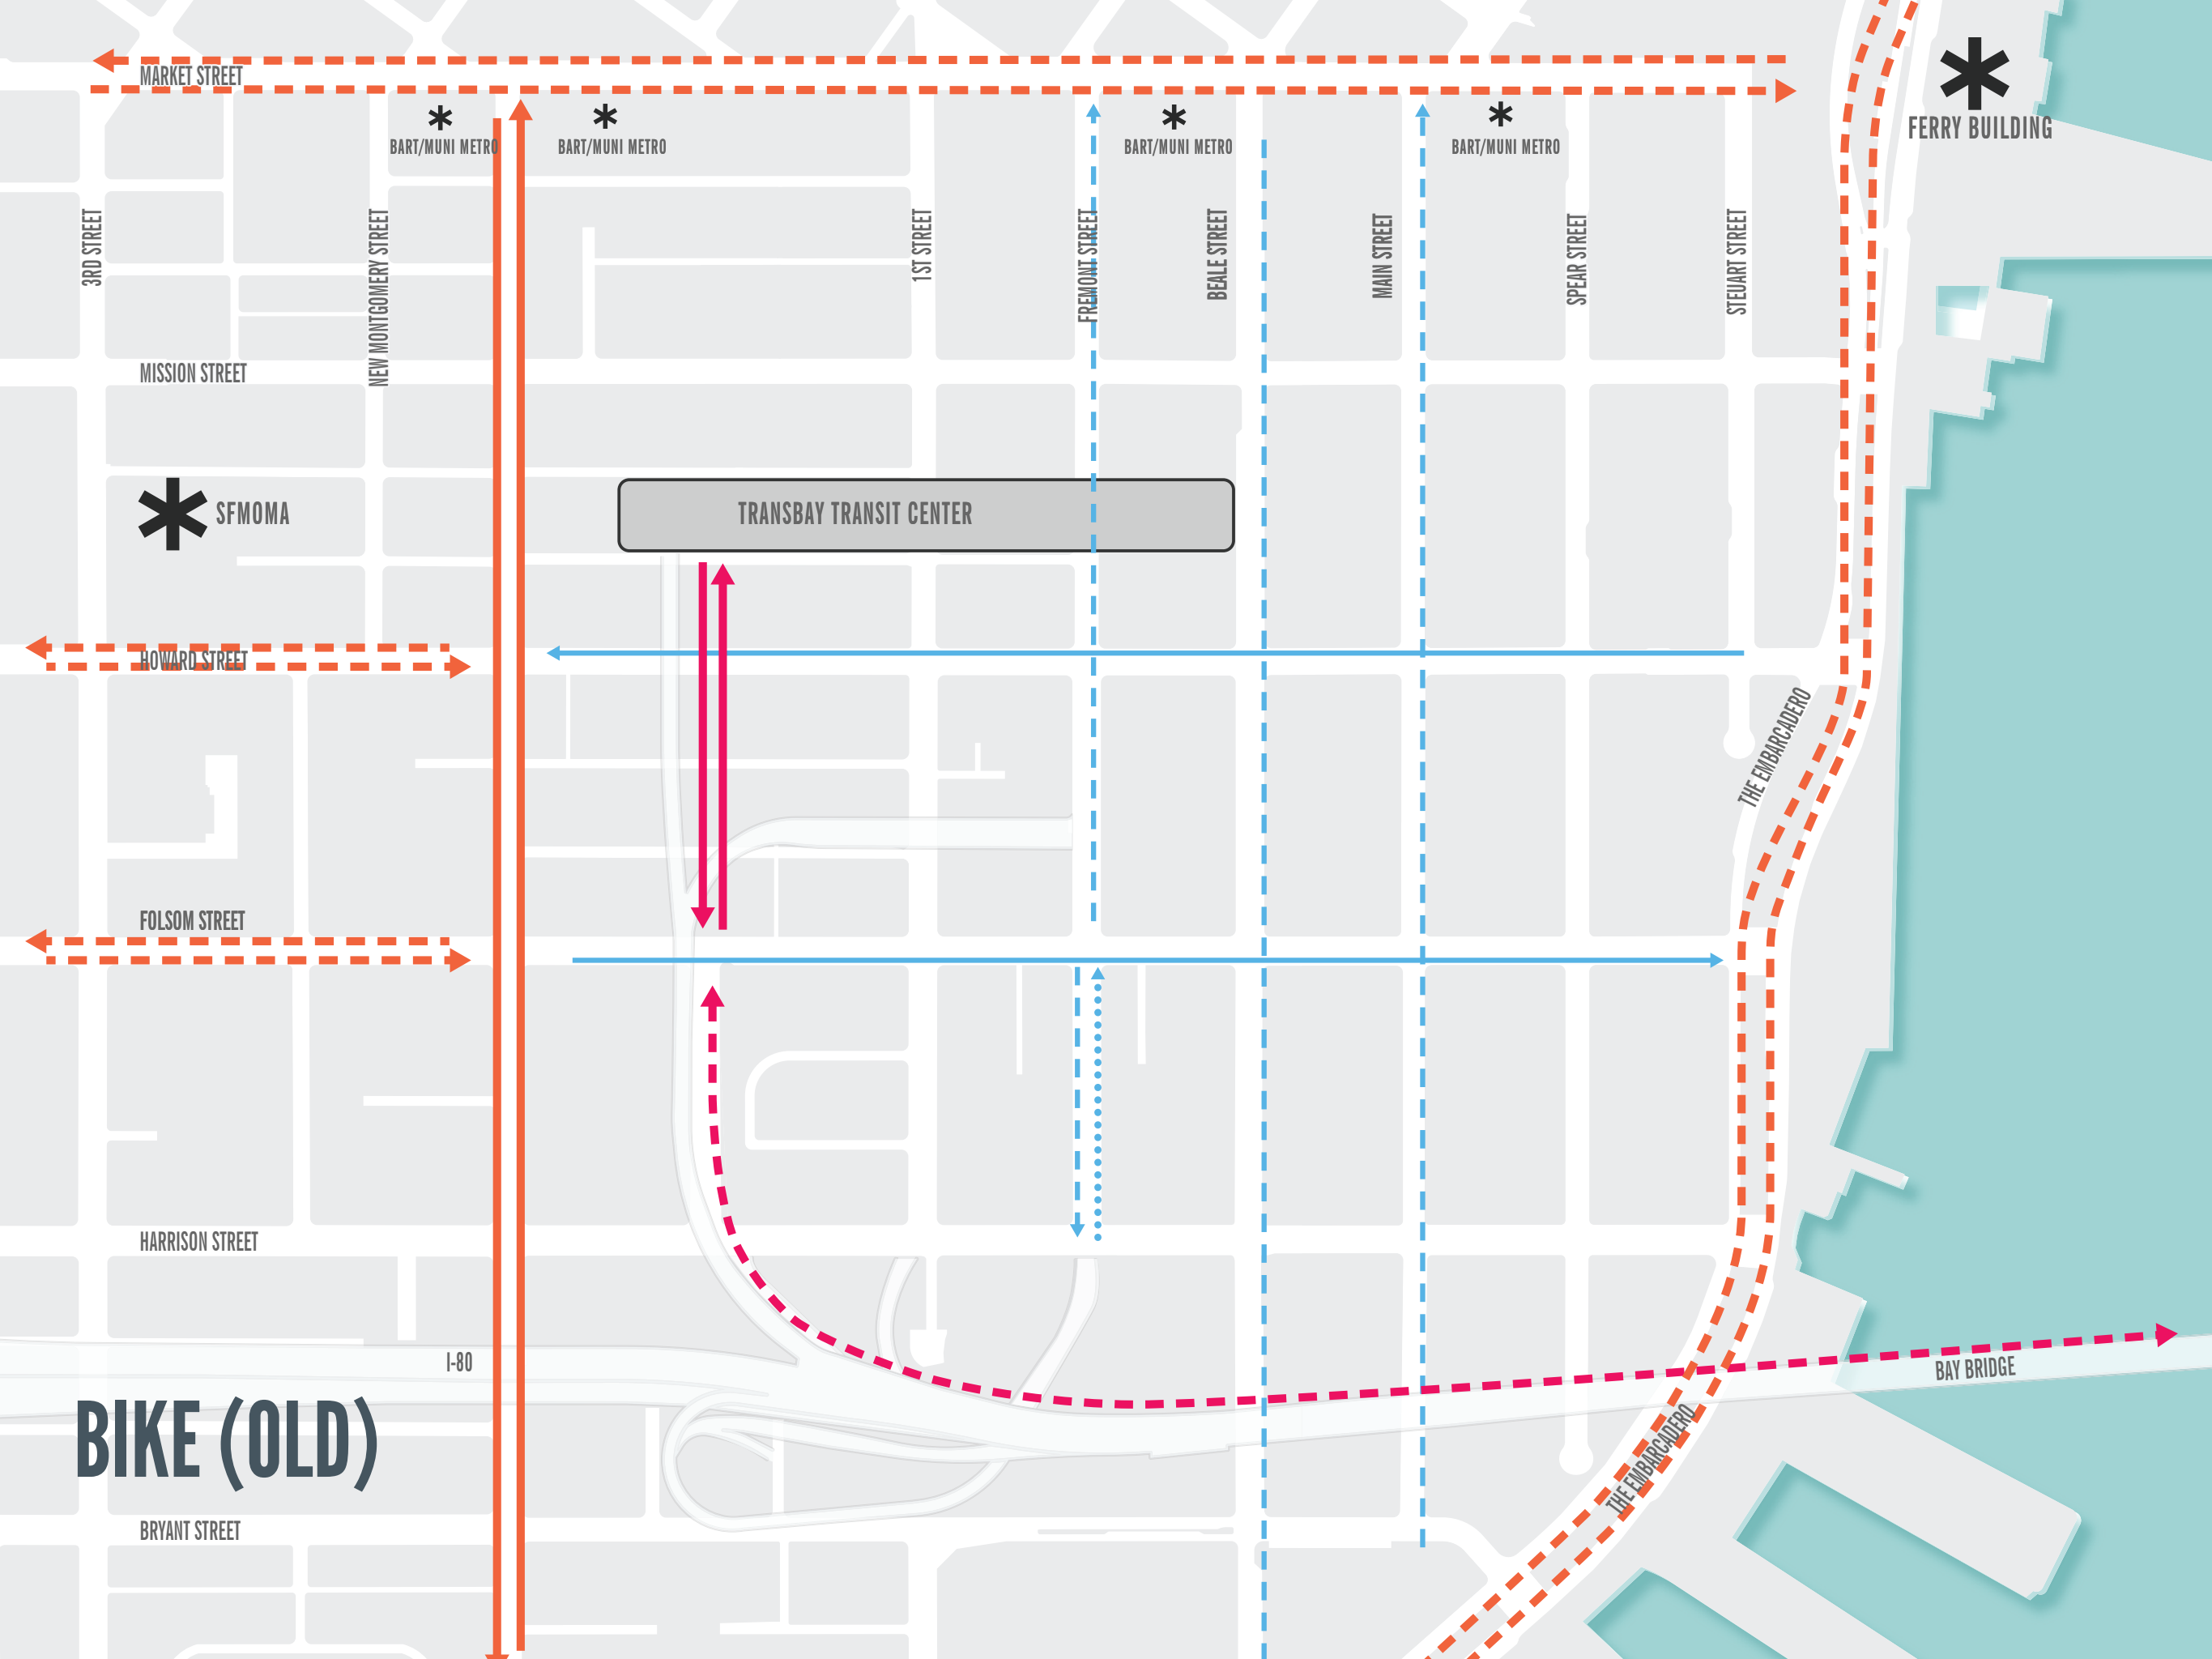 MARKET STREET
BART/MUNI METRO
BART/MUNI METRO
BART/MUNI METRO
BART/MUNI METRO
FERRY BUILDING
3RD STREET
NEW MONTGOMERY STREET
1ST STREET
FREMONT STREET
BEALE STREET
MAIN STREET
SPEAR STREET
STEUART STREET
MISSION STREET
SFMOMA
TRANSBAY TRANSIT CENTER
HOWARD STREET
THE EMBARCADERO
FOLSOM STREET
HARRISON STREET
I-80
BAY BRIDGE
BIKE (OLD)
THE EMBARCADERO
BRYANT STREET